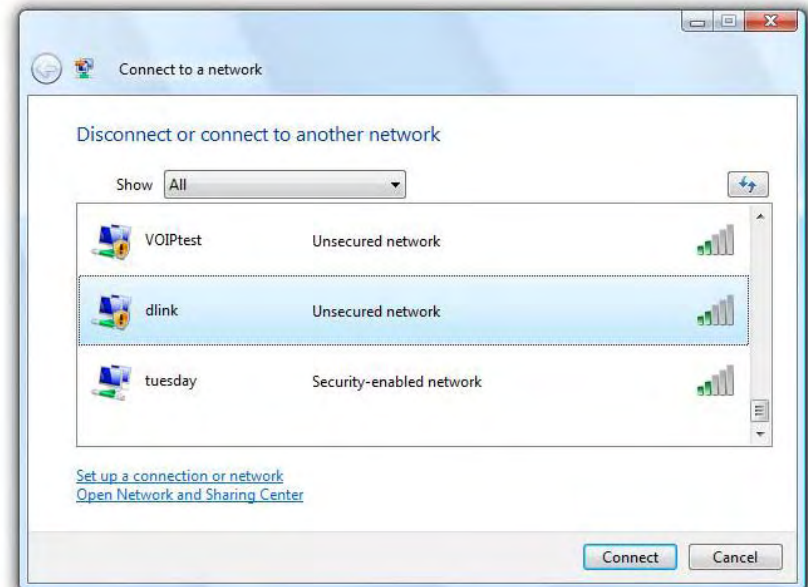 Connect to a network
Disconnect or connect to another network
Show All
VOIPtest Unsecured network
dlink Unsecured network
tuesday Security-enabled network
Set up a connection or network
Open Network and Sharing Center
Connect Cancel